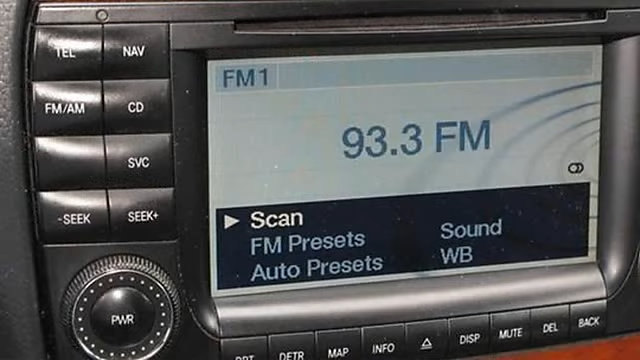 TEL NAV
FM/AM CD
SVC
-SEEK SEEK+
PWR
FM1
93.3 FM
Scan
FM Presets Sound
Auto Presets WB
RPT DETR MAP INFO DISP MUTE DEL BACK